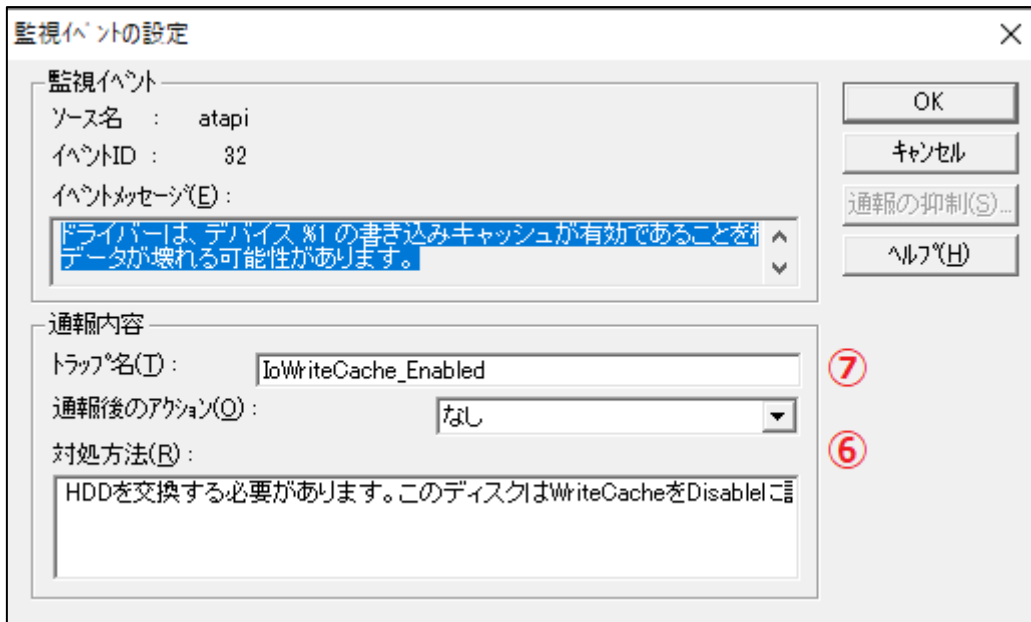 監視イベントの設定
監視イベント
ソース名 : atapi
イベントID : 32
イベントメッセージ(E) :
ドライバーは、デバイス %1 の書き込みキャッシュが有効であることを
データが壊れる可能性があります。
OK
キャンセル
通報の抑制(S)...
ヘルプ(H)
通報内容
トラップ名(T) : IoWriteCache_Enabled
⑦
通報後のアクション(O) : なし
⑥
対処方法(R) :
HDDを交換する必要があります。このディスクはWriteCacheをDisableに